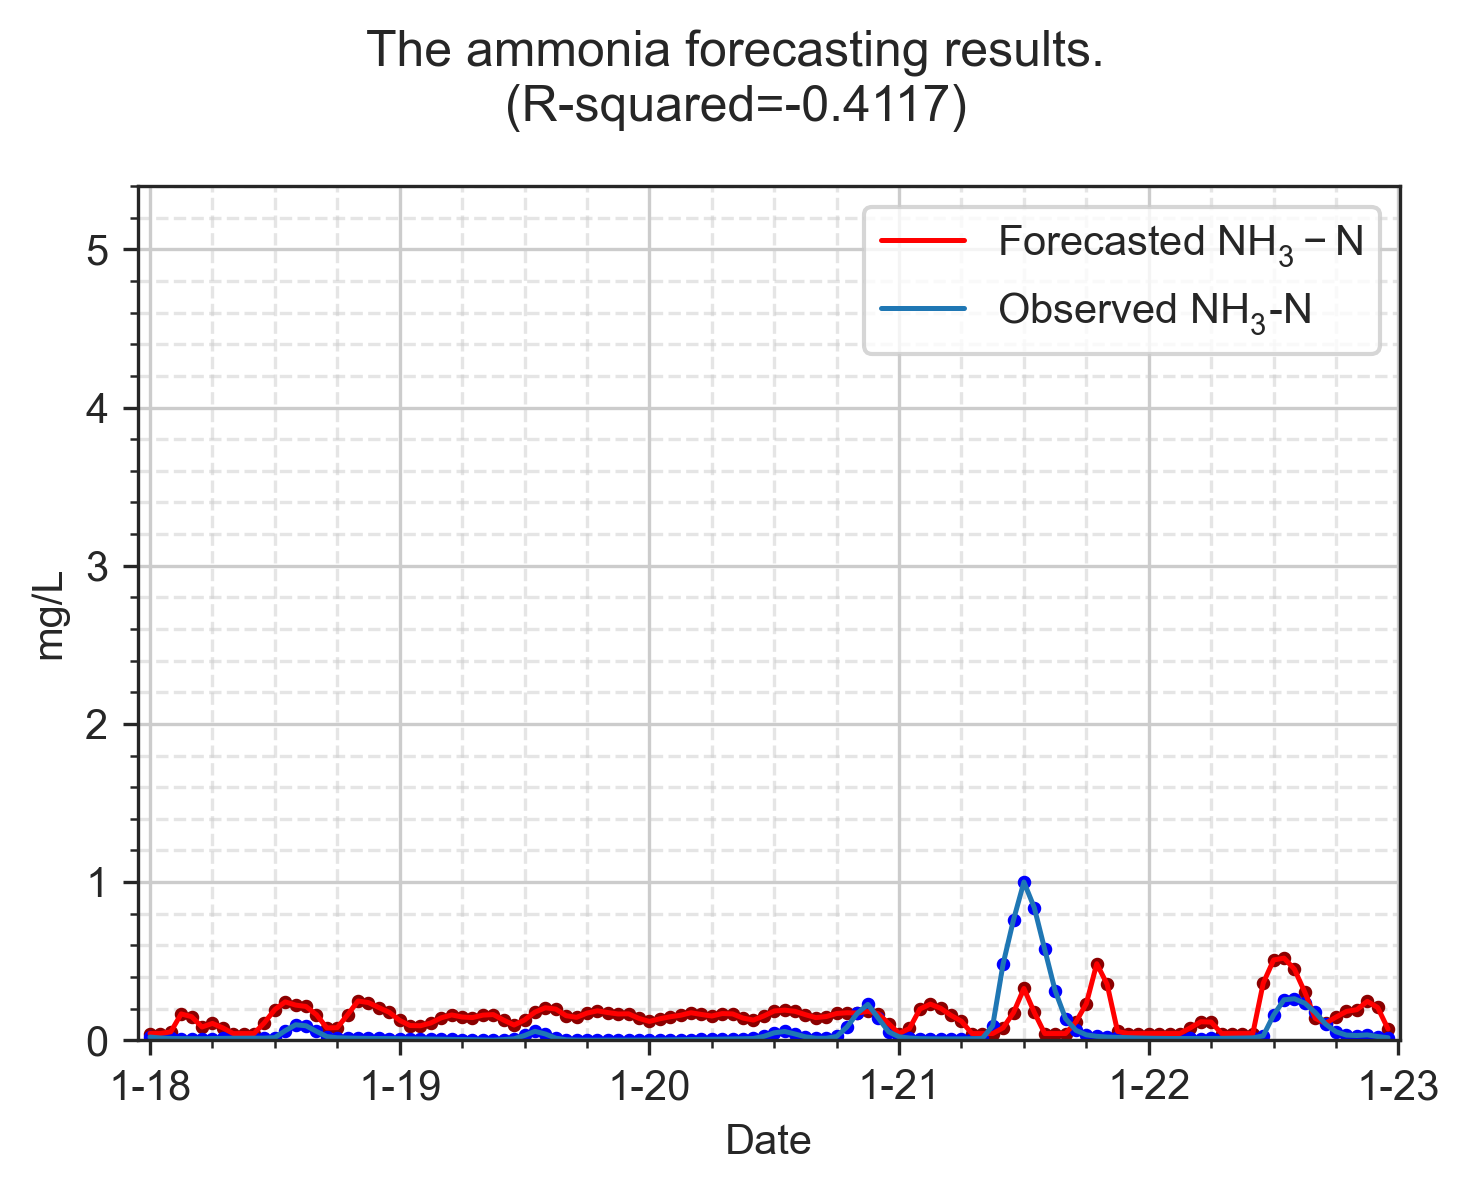 The ammonia forecasting results.
(R-squared=-0.4117)
Forecasted NH₃ − N
Observed NH₃-N
5
4
3
2
1
0
mg/L
1-18 1-19 1-20 1-21 1-22 1-23
Date